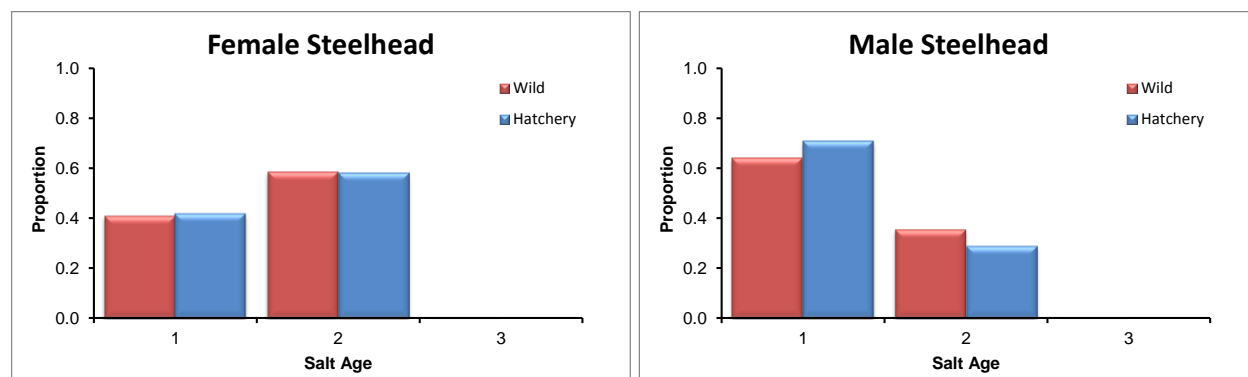 Female Steelhead
1.0
0.8
0.6
0.4
0.2
0.0
Proportion
Wild
Hatchery
1 2 3
Salt Age
Male Steelhead
1.0
0.8
0.6
0.4
0.2
0.0
Proportion
Wild
Hatchery
1 2 3
Salt Age